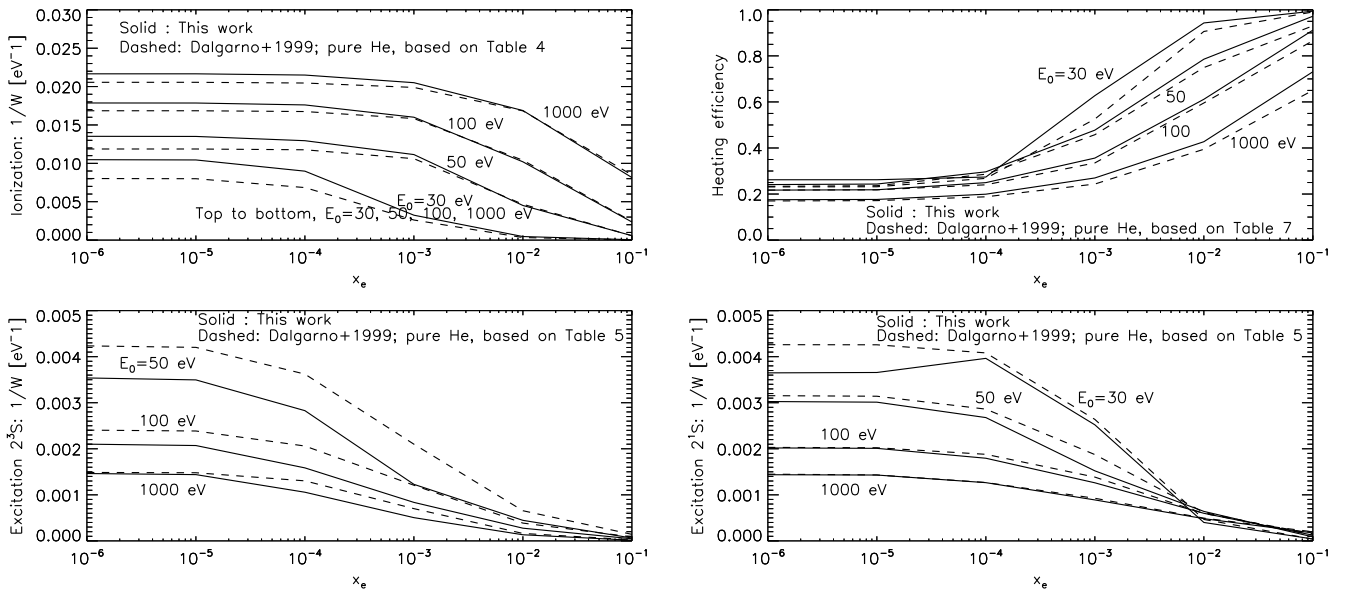 Solid : This work
Dashed: Dalgarno+1999; pure He, based on Table 4
1000 eV
100 eV
50 eV
E0=30 eV
Top to bottom, E0=30, 50, 100, 1000 eV
Ionization: 1/W [eV⁻¹]
0.030
0.025
0.020
0.015
0.010
0.005
0.000
10⁻⁶ 10⁻⁵ 10⁻⁴ 10⁻³ 10⁻² 10⁻¹
xe
E0=30 eV
50
100
1000 eV
Solid : This work
Dashed: Dalgarno+1999; pure He, based on Table 7
Heating efficiency
1.0
0.8
0.6
0.4
0.2
0.0
10⁻⁶ 10⁻⁵ 10⁻⁴ 10⁻³ 10⁻² 10⁻¹
xe
Solid : This work
Dashed: Dalgarno+1999; pure He, based on Table 5
E0=50 eV
100 eV
1000 eV
Excitation 2³S: 1/W [eV⁻¹]
0.005
0.004
0.003
0.002
0.001
0.000
10⁻⁶ 10⁻⁵ 10⁻⁴ 10⁻³ 10⁻² 10⁻¹
xe
Solid : This work
Dashed: Dalgarno+1999; pure He, based on Table 5
50 eV
E0=30 eV
100 eV
1000 eV
Excitation 2¹S: 1/W [eV⁻¹]
0.005
0.004
0.003
0.002
0.001
0.000
10⁻⁶ 10⁻⁵ 10⁻⁴ 10⁻³ 10⁻² 10⁻¹
xe